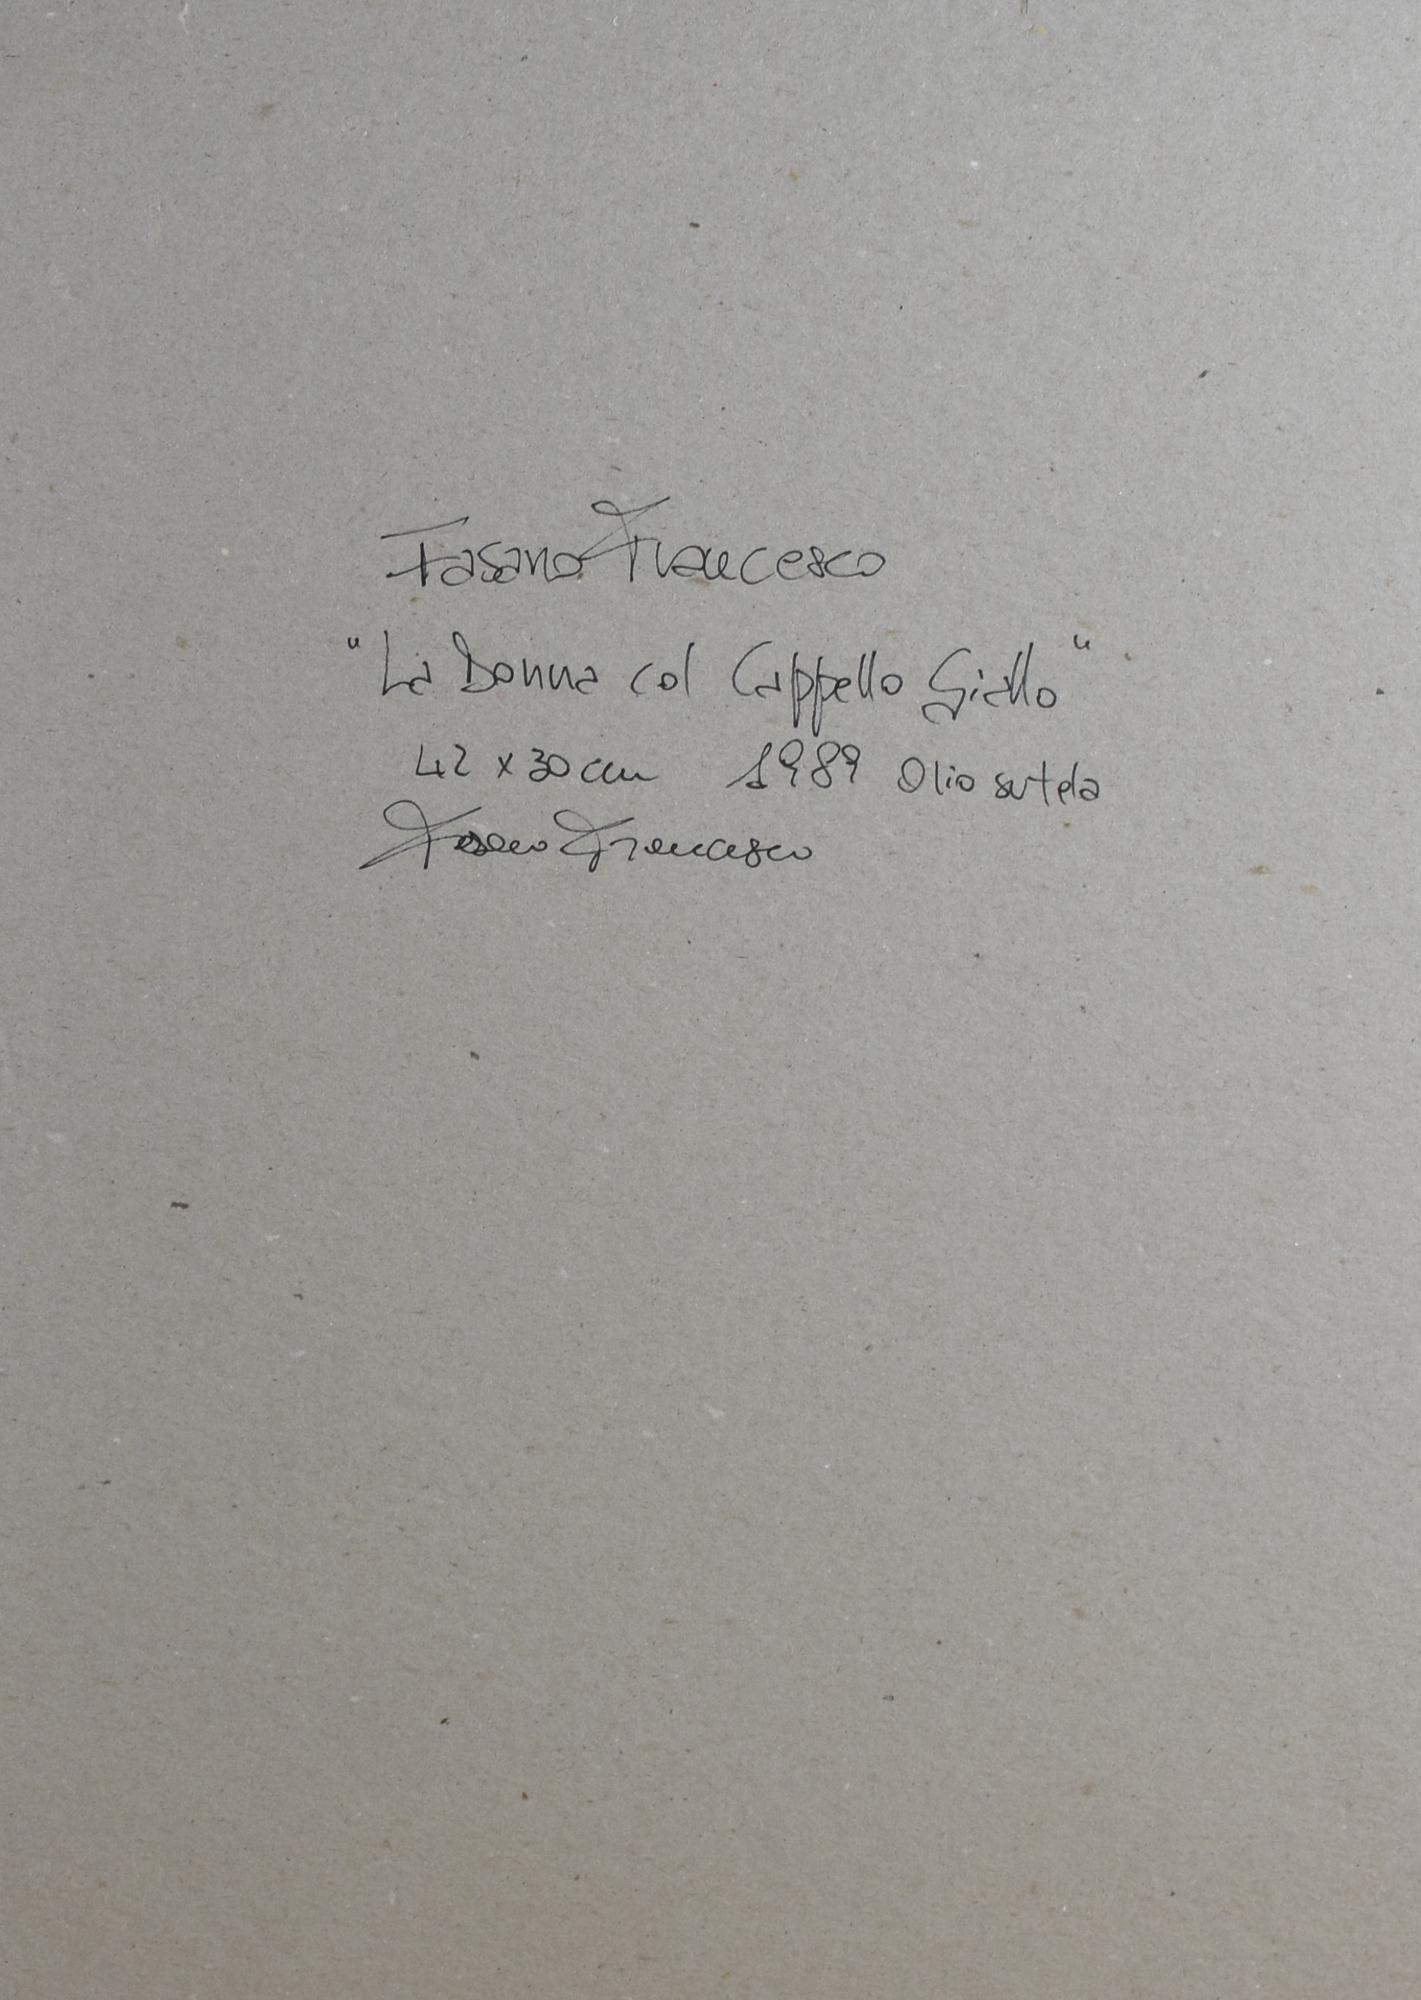 Fasano Francesco
"La Donna col Cappello Giallo"
42 x 30 cm 1989 Olio su tela
Fasano Francesco